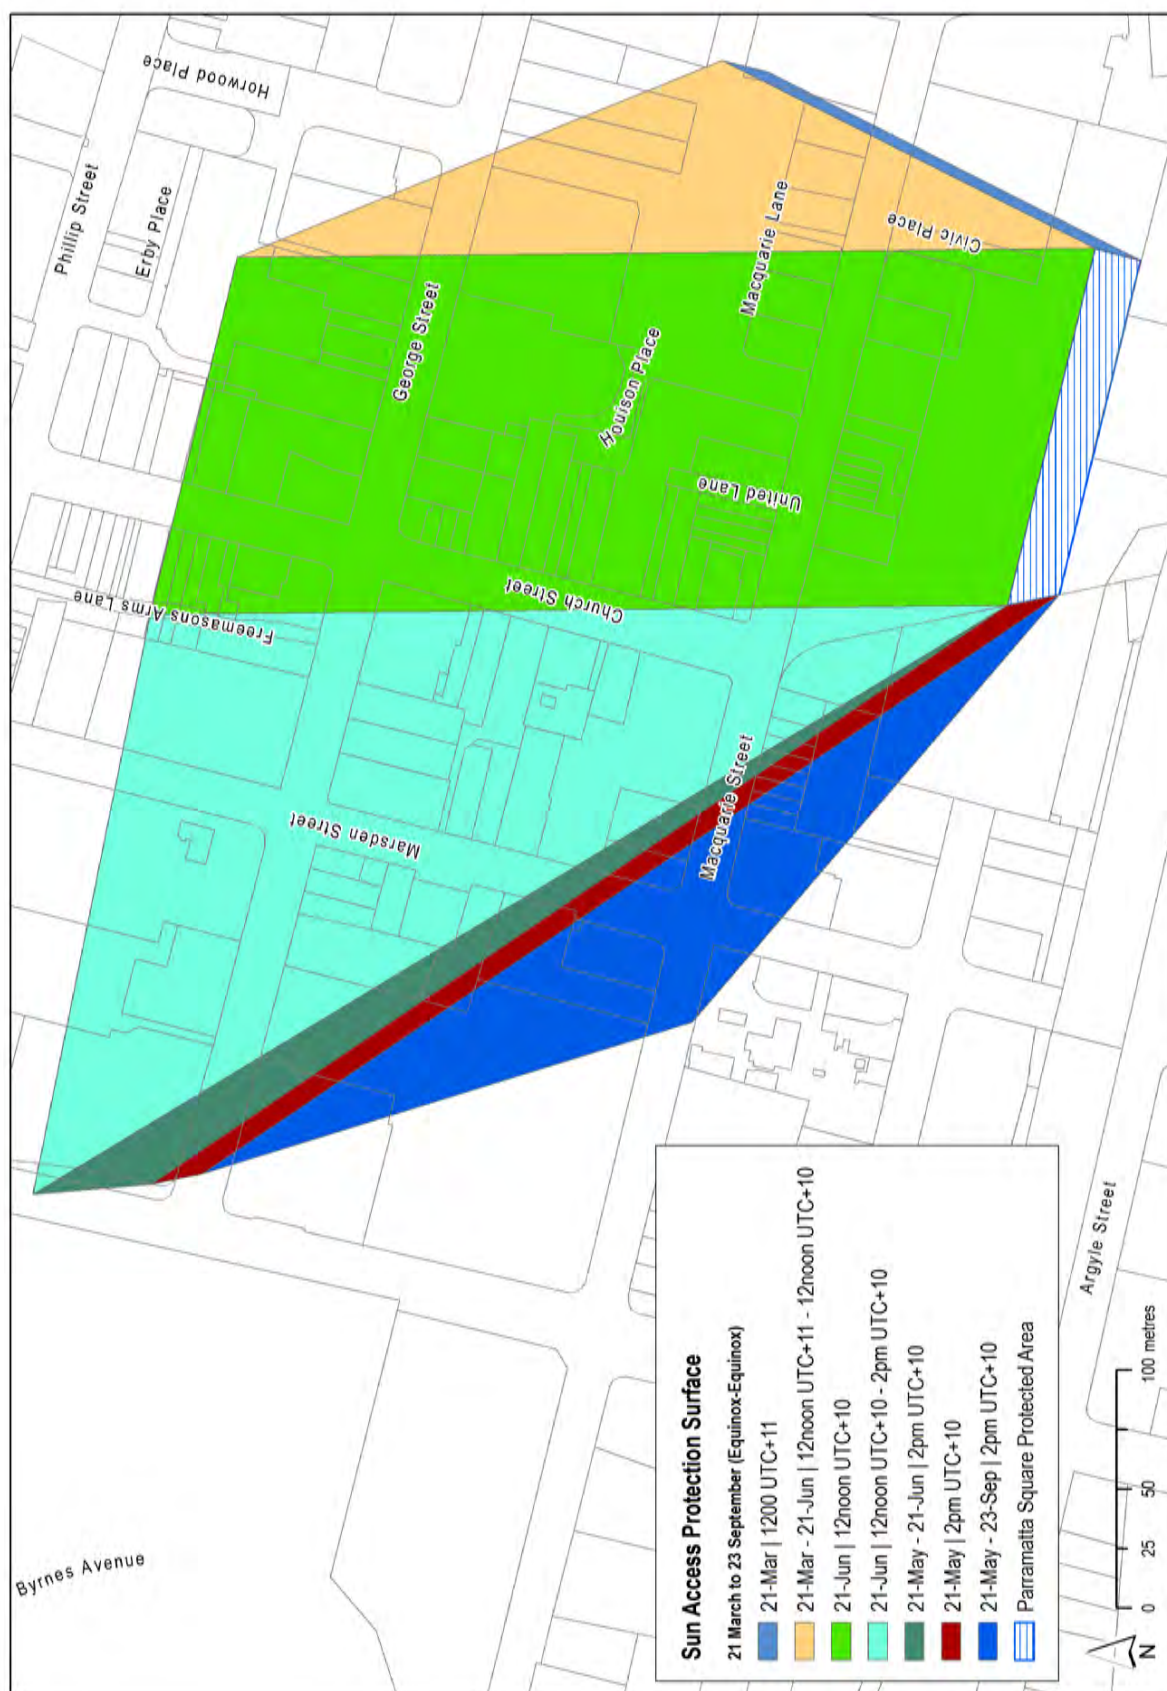 Horwood Place
Phillip Street
Erby Place
George Street
Houison Place
Macquarie Lane
Civic Place
United Lane
Church Street
Freemasons Arms Lane
Marsden Street
Macquarie Street
Argyle Street
Byrnes Avenue
Sun Access Protection Surface
21 March to 23 September (Equinox-Equinox)
21-Mar | 1200 UTC+11
21-Mar - 21-Jun | 12noon UTC+11 - 12noon UTC+10
21-Jun | 12noon UTC+10
21-Jun | 12noon UTC+10 - 2pm UTC+10
21-May - 21-Jun | 2pm UTC+10
21-May | 2pm UTC+10
21-May - 23-Sep | 2pm UTC+10
Parramatta Square Protected Area
N
0 25 50 100 metres